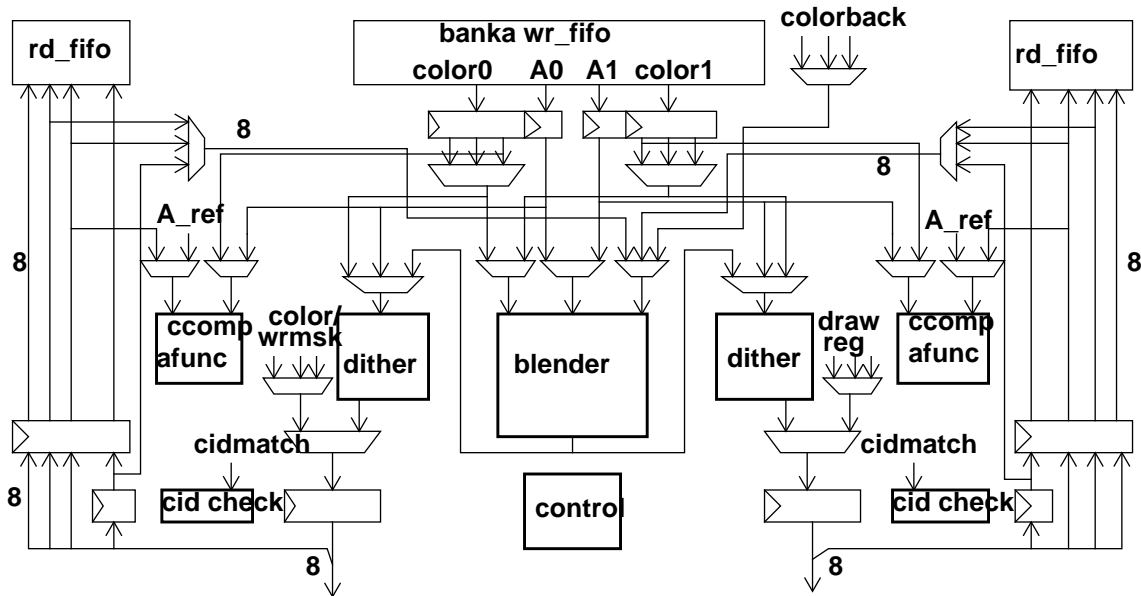 colorback
banka wr_fifo
rd_fifo
rd_fifo
color0 A0 A1 color1
8
8
A_ref
A_ref
8
8
color/
wrmsk
draw
reg
ccomp
afunc
dither
blender
dither
ccomp
afunc
cidmatch
cidmatch
8
cid check
control
cid check
8
8